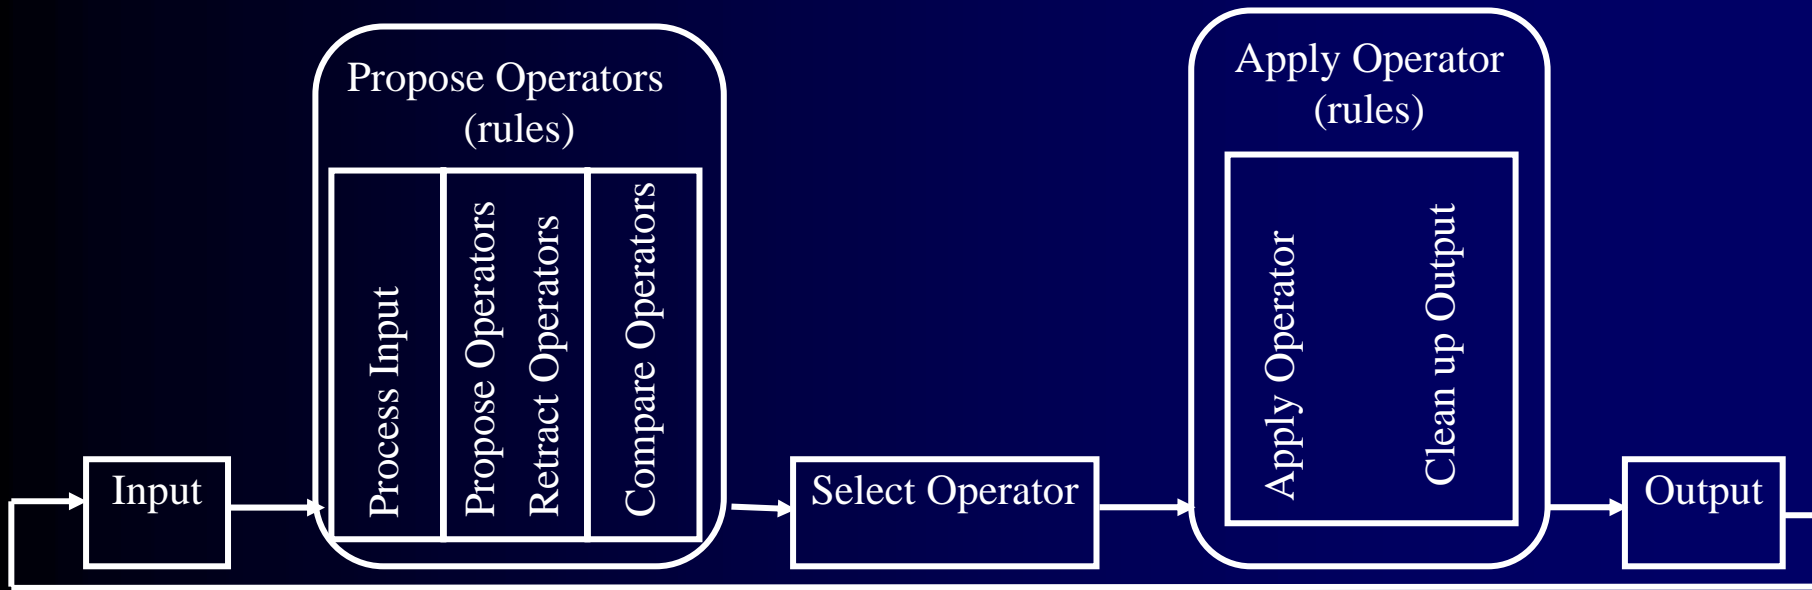 Input
Propose Operators
(rules)
Process Input
Propose Operators
Retract Operators
Compare Operators
Select Operator
Apply Operator
(rules)
Apply Operator
Clean up Output
Output